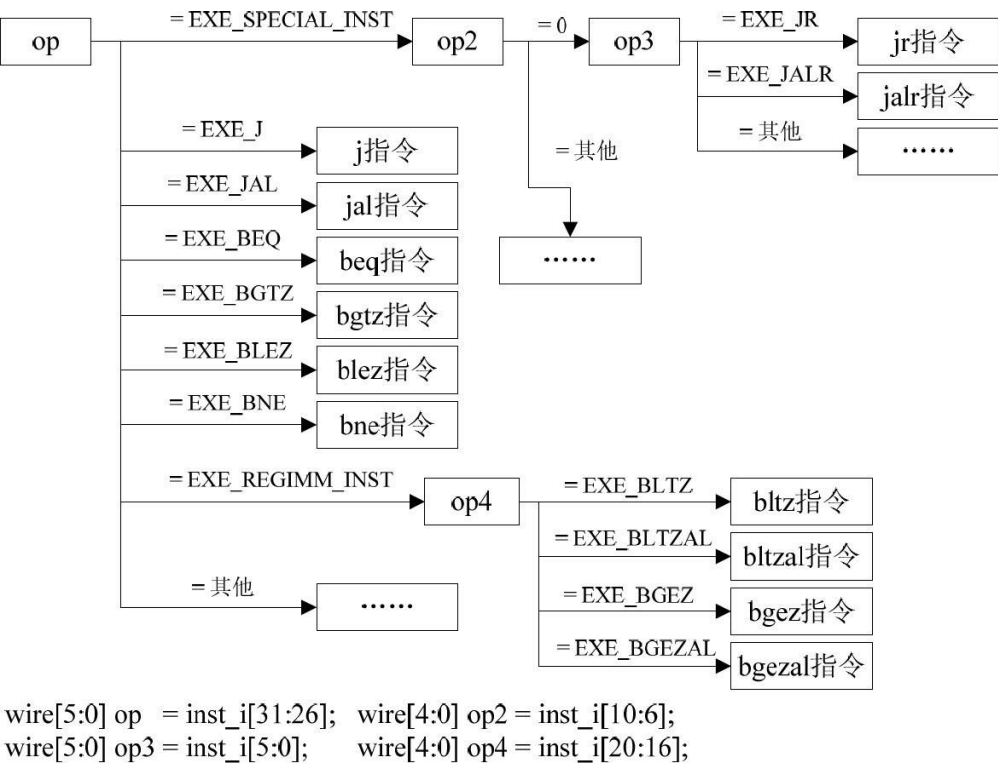 op
= EXE_SPECIAL_INST
op2
= 0
op3
= EXE_JR
jr指令
= EXE_JALR
jalr指令
= 其他
……
= 其他
……
= EXE_J
j指令
= EXE_JAL
jal指令
= EXE_BEQ
beq指令
= EXE_BGTZ
bgtz指令
= EXE_BLEZ
blez指令
= EXE_BNE
bne指令
= EXE_REGIMM_INST
op4
= EXE_BLTZ
bltz指令
= EXE_BLTZAL
bltzal指令
= EXE_BGEZ
bgez指令
= EXE_BGEZAL
bgezal指令
= 其他
……
wire[5:0] op = inst_i[31:26]; wire[4:0] op2 = inst_i[10:6];
wire[5:0] op3 = inst_i[5:0]; wire[4:0] op4 = inst_i[20:16];